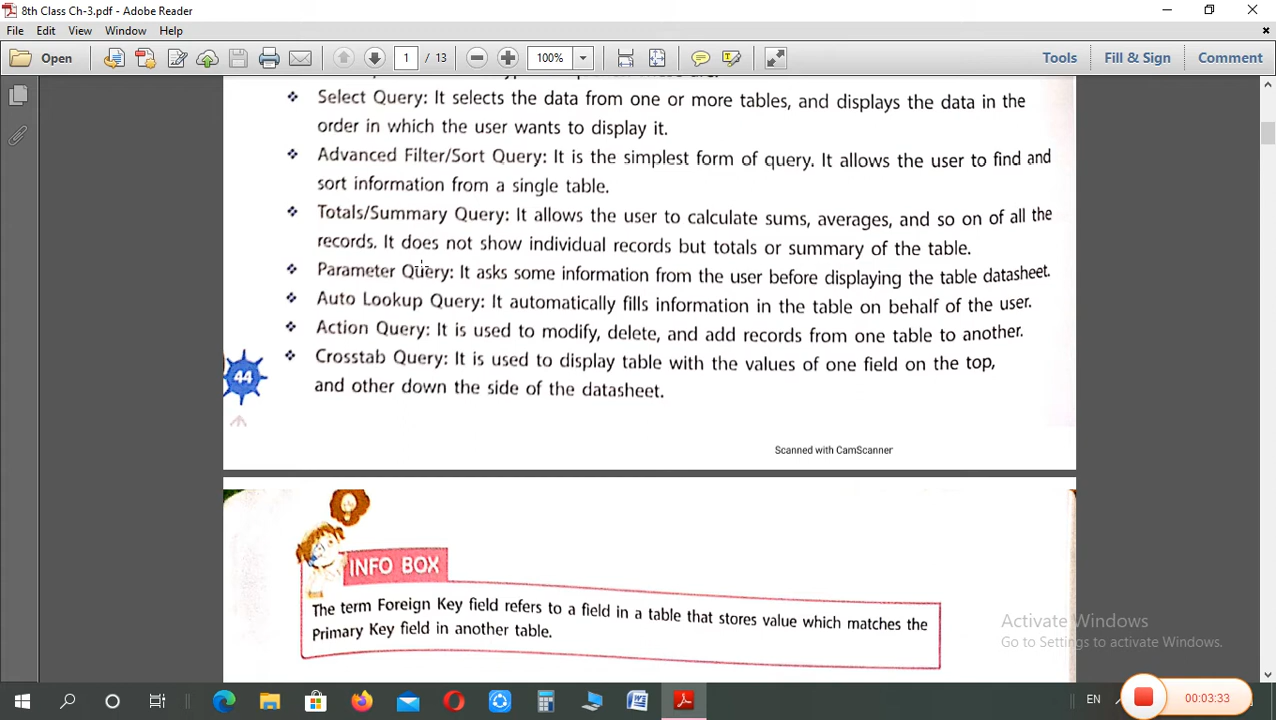 8th Class Ch-3.pdf - Adobe Reader
File Edit View Window Help
Open 1 / 13 100% Tools Fill & Sign Comment
Select Query: It selects the data from one or more tables, and displays the data in the
order in which the user wants to display it.
Advanced Filter/Sort Query: It is the simplest form of query. It allows the user to find and
sort information from a single table.
Totals/Summary Query: It allows the user to calculate sums, averages, and so on of all the
records. It does not show individual records but totals or summary of the table.
Parameter Query: It asks some information from the user before displaying the table datasheet.
Auto Lookup Query: It automatically fills information in the table on behalf of the user.
Action Query: It is used to modify, delete, and add records from one table to another.
Crosstab Query: It is used to display table with the values of one field on the top,
44
and other down the side of the datasheet.
Scanned with CamScanner
INFO BOX
The term Foreign Key field refers to a field in a table that stores value which matches the
Primary Key field in another table.
Activate Windows
Go to Settings to activate Windows.
EN
00:03:33